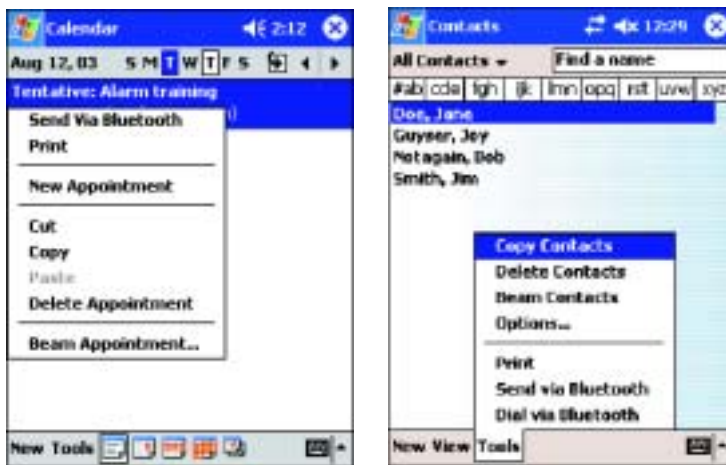 Calendar
2:12
Aug 12, 03 S M T W T F S
Tentative: Alarm training
Send Via Bluetooth
Print
New Appointment
Cut
Copy
Paste
Delete Appointment
Beam Appointment...
New Tools
Contacts
12:29
All Contacts
Find a name
#ab cde fgh ijk lmn opq rst uvw xyz
Doe, Jane
Guyser, Joy
Notagain, Bob
Smith, Jim
Copy Contacts
Delete Contacts
Beam Contacts
Options...
Print
Send via Bluetooth
Dial via Bluetooth
New View Tools